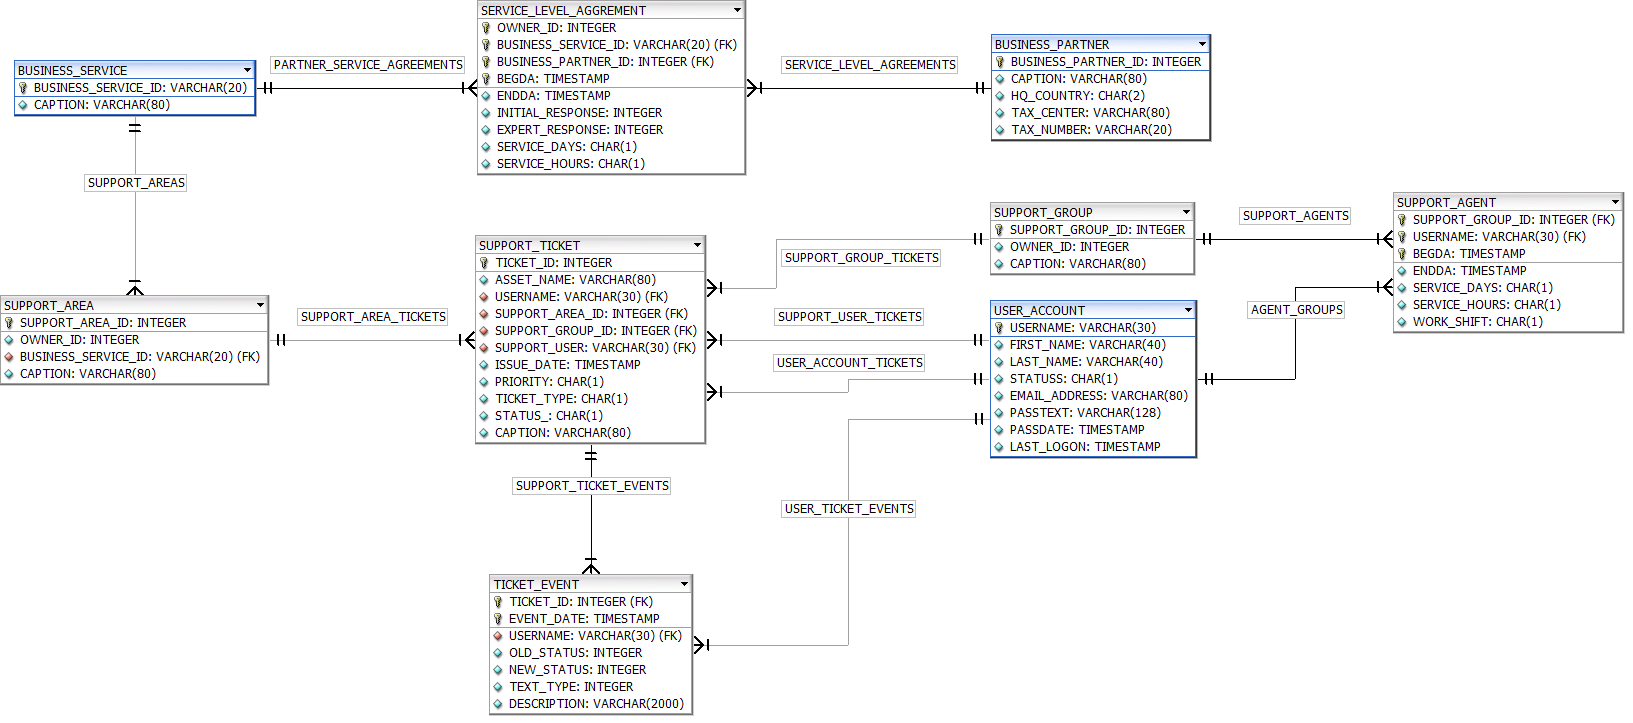 SERVICE_LEVEL_AGGREMENT
OWNER_ID: INTEGER
BUSINESS_SERVICE_ID: VARCHAR(20) (FK)
BUSINESS_PARTNER_ID: INTEGER (FK)
BEGDA: TIMESTAMP
ENDDA: TIMESTAMP
INITIAL_RESPONSE: INTEGER
EXPERT_RESPONSE: INTEGER
SERVICE_DAYS: CHAR(1)
SERVICE_HOURS: CHAR(1)
BUSINESS_SERVICE
BUSINESS_SERVICE_ID: VARCHAR(20)
CAPTION: VARCHAR(80)
PARTNER_SERVICE_AGREEMENTS
SERVICE_LEVEL_AGREEMENTS
BUSINESS_PARTNER
BUSINESS_PARTNER_ID: INTEGER
CAPTION: VARCHAR(80)
HQ_COUNTRY: CHAR(2)
TAX_CENTER: VARCHAR(80)
TAX_NUMBER: VARCHAR(20)
SUPPORT_AREAS
SUPPORT_AREA
SUPPORT_AREA_ID: INTEGER
OWNER_ID: INTEGER
BUSINESS_SERVICE_ID: VARCHAR(20) (FK)
CAPTION: VARCHAR(80)
SUPPORT_AREA_TICKETS
SUPPORT_TICKET
TICKET_ID: INTEGER
ASSET_NAME: VARCHAR(80)
USERNAME: VARCHAR(30) (FK)
SUPPORT_AREA_ID: INTEGER (FK)
SUPPORT_GROUP_ID: INTEGER (FK)
SUPPORT_USER: VARCHAR(30) (FK)
ISSUE_DATE: TIMESTAMP
PRIORITY: CHAR(1)
TICKET_TYPE: CHAR(1)
STATUS_: CHAR(1)
CAPTION: VARCHAR(80)
SUPPORT_GROUP_TICKETS
SUPPORT_USER_TICKETS
USER_ACCOUNT_TICKETS
SUPPORT_GROUP
SUPPORT_GROUP_ID: INTEGER
OWNER_ID: INTEGER
CAPTION: VARCHAR(80)
SUPPORT_AGENTS
SUPPORT_AGENT
SUPPORT_GROUP_ID: INTEGER (FK)
USERNAME: VARCHAR(30) (FK)
BEGDA: TIMESTAMP
ENDDA: TIMESTAMP
SERVICE_DAYS: CHAR(1)
SERVICE_HOURS: CHAR(1)
WORK_SHIFT: CHAR(1)
AGENT_GROUPS
USER_ACCOUNT
USERNAME: VARCHAR(30)
FIRST_NAME: VARCHAR(40)
LAST_NAME: VARCHAR(40)
STATUSS: CHAR(1)
EMAIL_ADDRESS: VARCHAR(80)
PASSTEXT: VARCHAR(128)
PASSDATE: TIMESTAMP
LAST_LOGON: TIMESTAMP
SUPPORT_TICKET_EVENTS
USER_TICKET_EVENTS
TICKET_EVENT
TICKET_ID: INTEGER (FK)
EVENT_DATE: TIMESTAMP
USERNAME: VARCHAR(30) (FK)
OLD_STATUS: INTEGER
NEW_STATUS: INTEGER
TEXT_TYPE: INTEGER
DESCRIPTION: VARCHAR(2000)